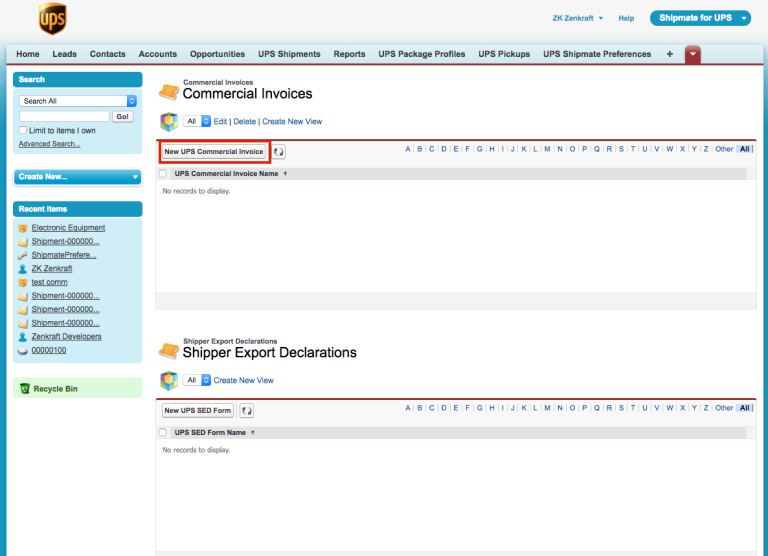 ups
ZK Zenkraft Help Shipmate for UPS
Home Leads Contacts Accounts Opportunities UPS Shipments Reports UPS Package Profiles UPS Pickups UPS Shipmate Preferences +
Search
Search All
Go!
Limit to items I own
Advanced Search...
Create New...
Recent Items
Electronic Equipment
Shipment-000000...
ShipmatePrefere...
ZK Zenkraft
test comm
Shipment-000000...
Shipment-000000...
Shipment-000000...
Zenkraft Developers
00000100
Recycle Bin
Commercial Invoices
Commercial Invoices
All Edit | Delete | Create New View
New UPS Commercial Invoice A | B | C | D | E | F | G | H | I | J | K | L | M | N | O | P | Q | R | S | T | U | V | W | X | Y | Z | Other | All
UPS Commercial Invoice Name ↑
No records to display.
Shipper Export Declarations
Shipper Export Declarations
All Create New View
New UPS SED Form A | B | C | D | E | F | G | H | I | J | K | L | M | N | O | P | Q | R | S | T | U | V | W | X | Y | Z | Other | All
UPS SED Form Name ↑
No records to display.